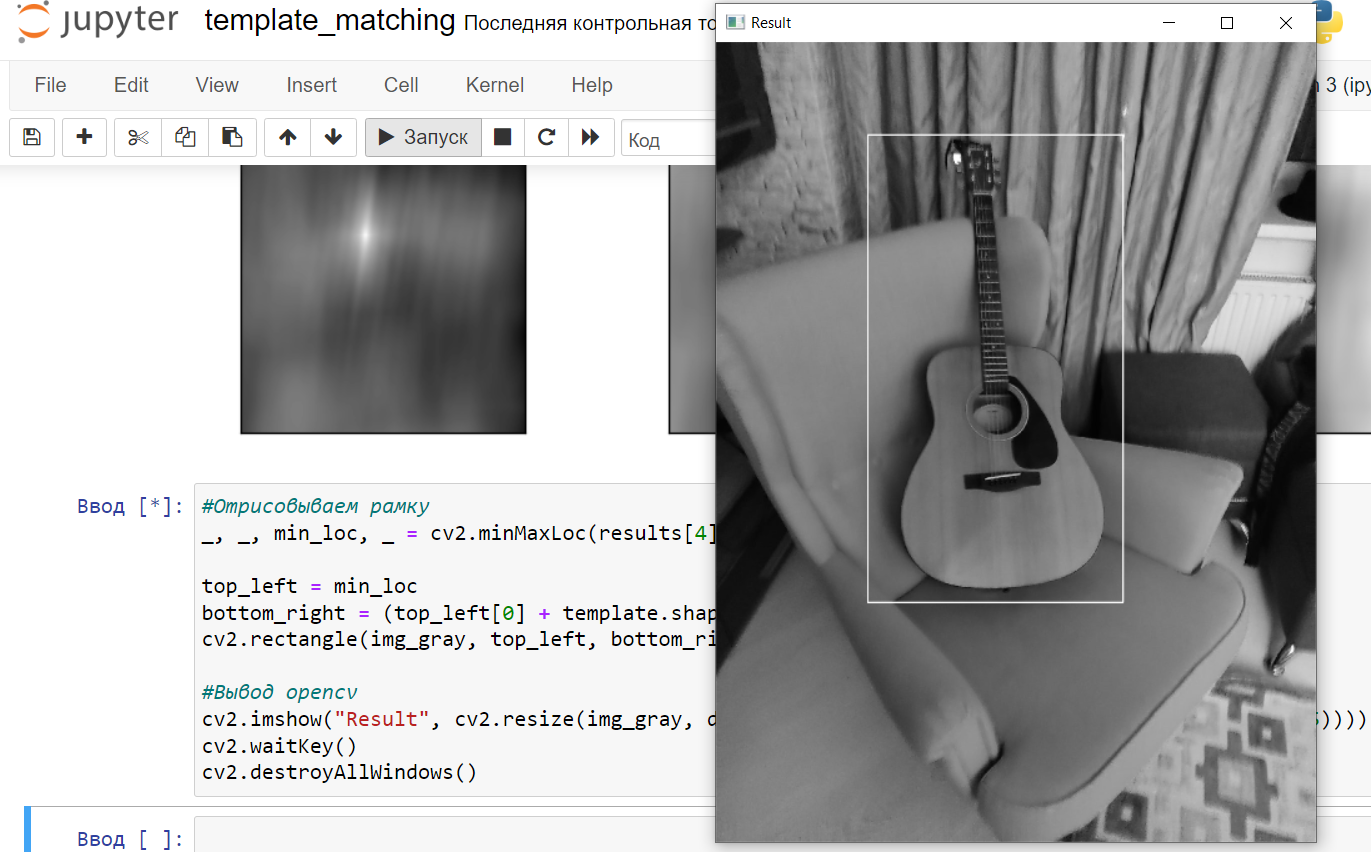 jupyter template_matching Последняя контрольная то
Result
File Edit View Insert Cell Kernel Help
3 (ipy
Запуск
Код
Ввод [*]:
#Отрисовываем рамку
_, _, min_loc, _ = cv2.minMaxLoc(results[4]
top_left = min_loc
bottom_right = (top_left[0] + template.shap
cv2.rectangle(img_gray, top_left, bottom_ri
#Вывод opencv
cv2.imshow("Result", cv2.resize(img_gray, d
))))
cv2.waitKey()
cv2.destroyAllWindows()
Ввод [ ]: